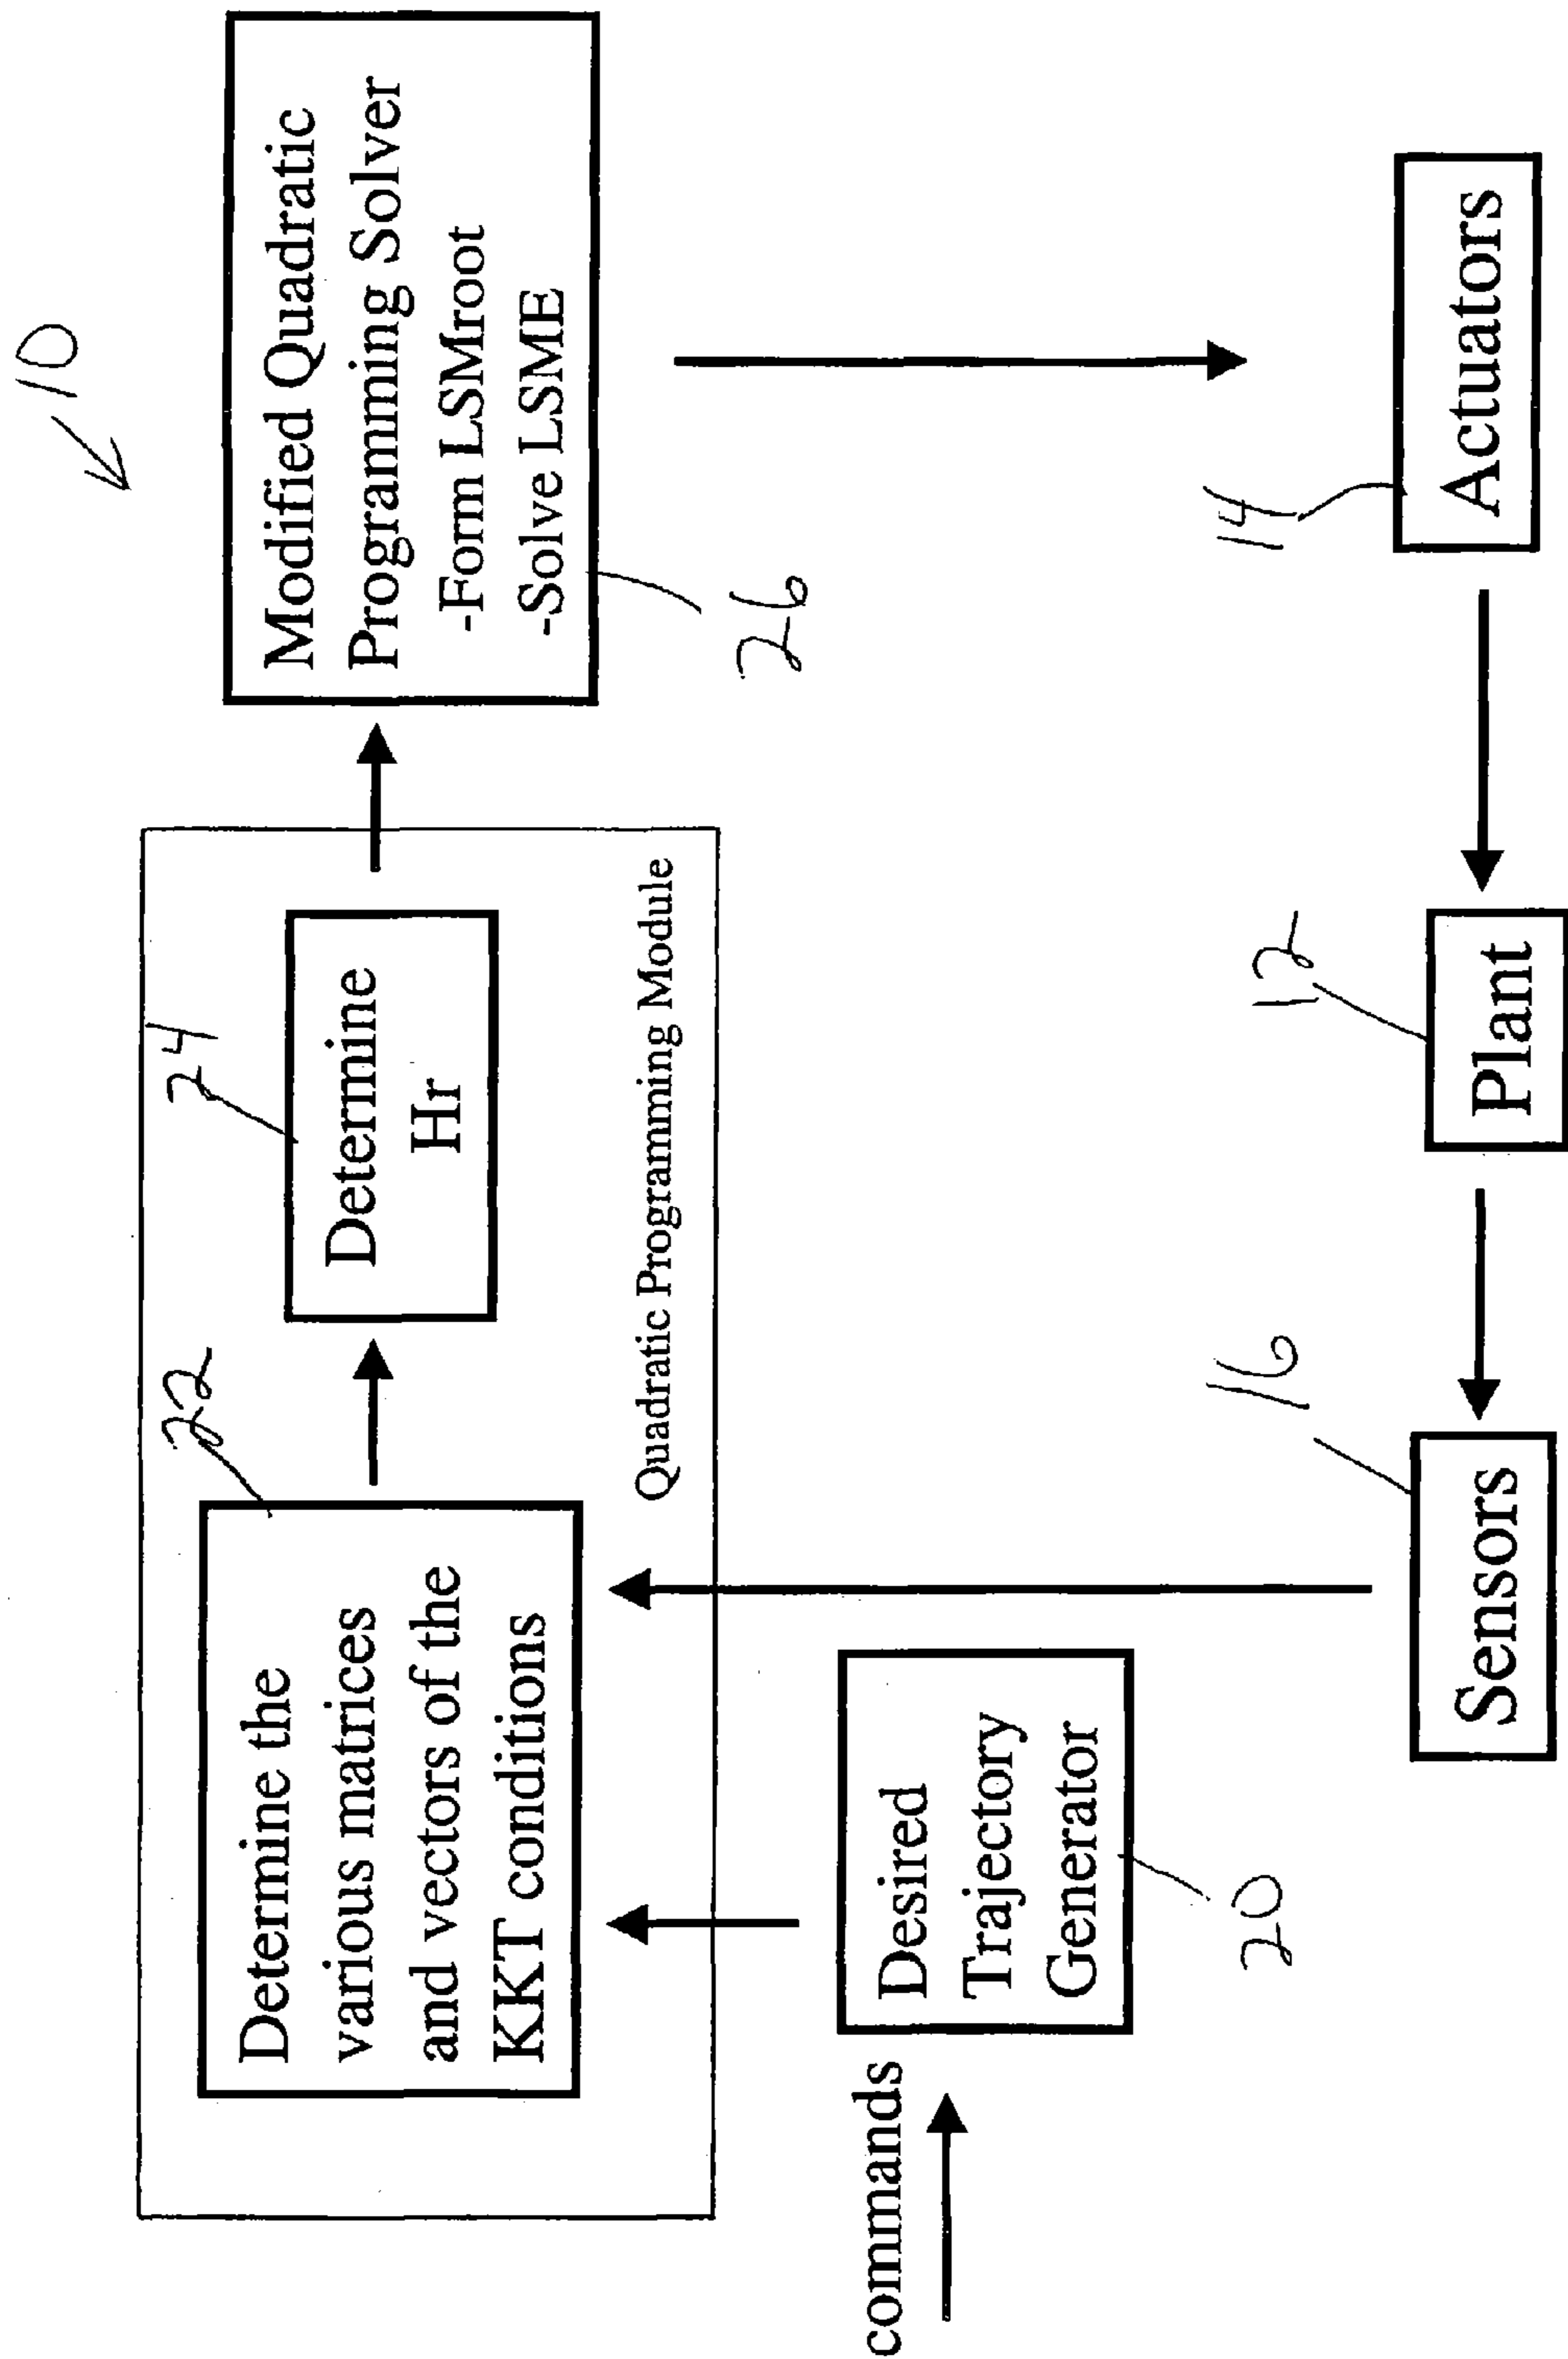 10
22
Determine the
various matrices
and vectors of the
KKT conditions
24
Determine
Hr
Quadratic Programming Module
Modified Quadratic
Programming Solver
-Form LSMroot
-Solve LSME
26
commands
Desired
Trajectory
Generator
20
16
Sensors
12
Plant
14
Actuators